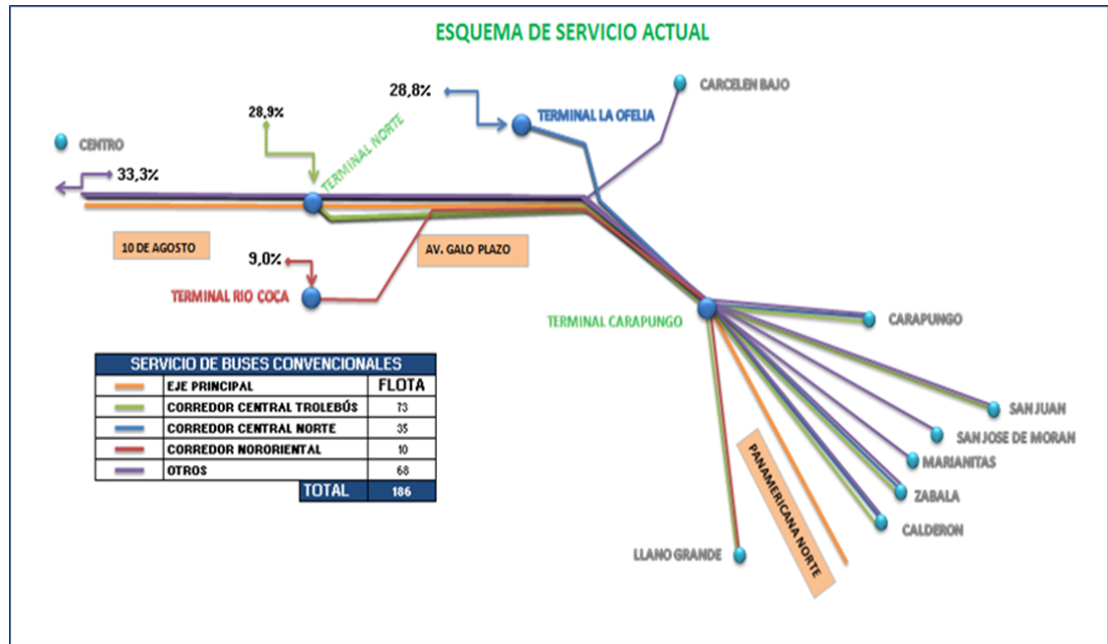 ESQUEMA DE SERVICIO ACTUAL
CARCELEN BAJO
28,8%
TERMINAL LA OFELIA
28,9%
TERMINAL NORTE
CENTRO
33,3%
10 DE AGOSTO
AV. GALO PLAZO
9,0%
TERMINAL RIO COCA
TERMINAL CARAPUNGO
CARAPUNGO
SERVICIO DE BUSES CONVENCIONALES
EJE PRINCIPAL FLOTA
CORREDOR CENTRAL TROLEBÚS 73
CORREDOR CENTRAL NORTE 35
CORREDOR NORORIENTAL 10
OTROS 68
TOTAL 186
SAN JUAN
SAN JOSE DE MORAN
MARIANITAS
ZABALA
CALDERON
PANAMERICANA NORTE
LLANO GRANDE